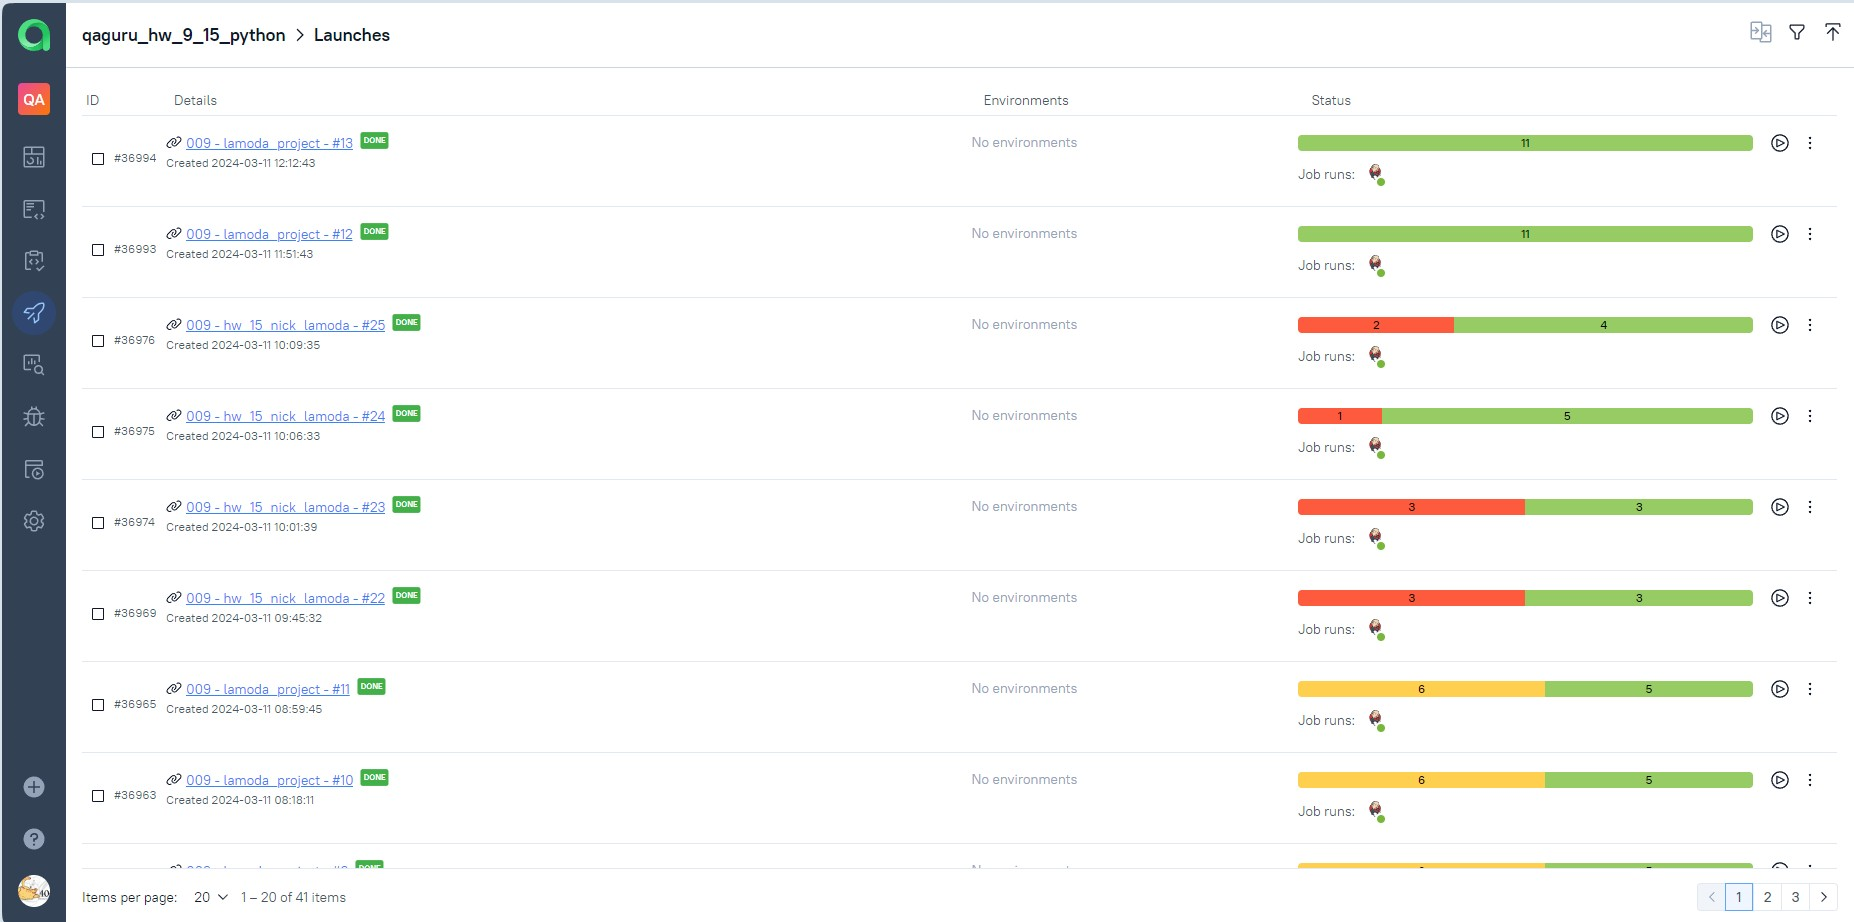 qaguru_hw_9_15_python > Launches
QA
ID Details Environments Status
#36994 009 - lamoda_project - #13 DONE No environments 11
Created 2024-03-11 12:12:43
Job runs:
#36993 009 - lamoda_project - #12 DONE No environments 11
Created 2024-03-11 11:51:43
Job runs:
#36976 009 - hw_15_nick_lamoda - #25 DONE No environments 2 4
Created 2024-03-11 10:09:35
Job runs:
#36975 009 - hw_15_nick_lamoda - #24 DONE No environments 1 5
Created 2024-03-11 10:06:33
Job runs:
#36974 009 - hw_15_nick_lamoda - #23 DONE No environments 3 3
Created 2024-03-11 10:01:39
Job runs:
#36969 009 - hw_15_nick_lamoda - #22 DONE No environments 3 3
Created 2024-03-11 09:45:32
Job runs:
#36965 009 - lamoda_project - #11 DONE No environments 6 5
Created 2024-03-11 08:59:45
Job runs:
#36963 009 - lamoda_project - #10 DONE No environments 6 5
Created 2024-03-11 08:18:11
Job runs:
Items per page: 20 1 – 20 of 41 items < 1 2 3 >